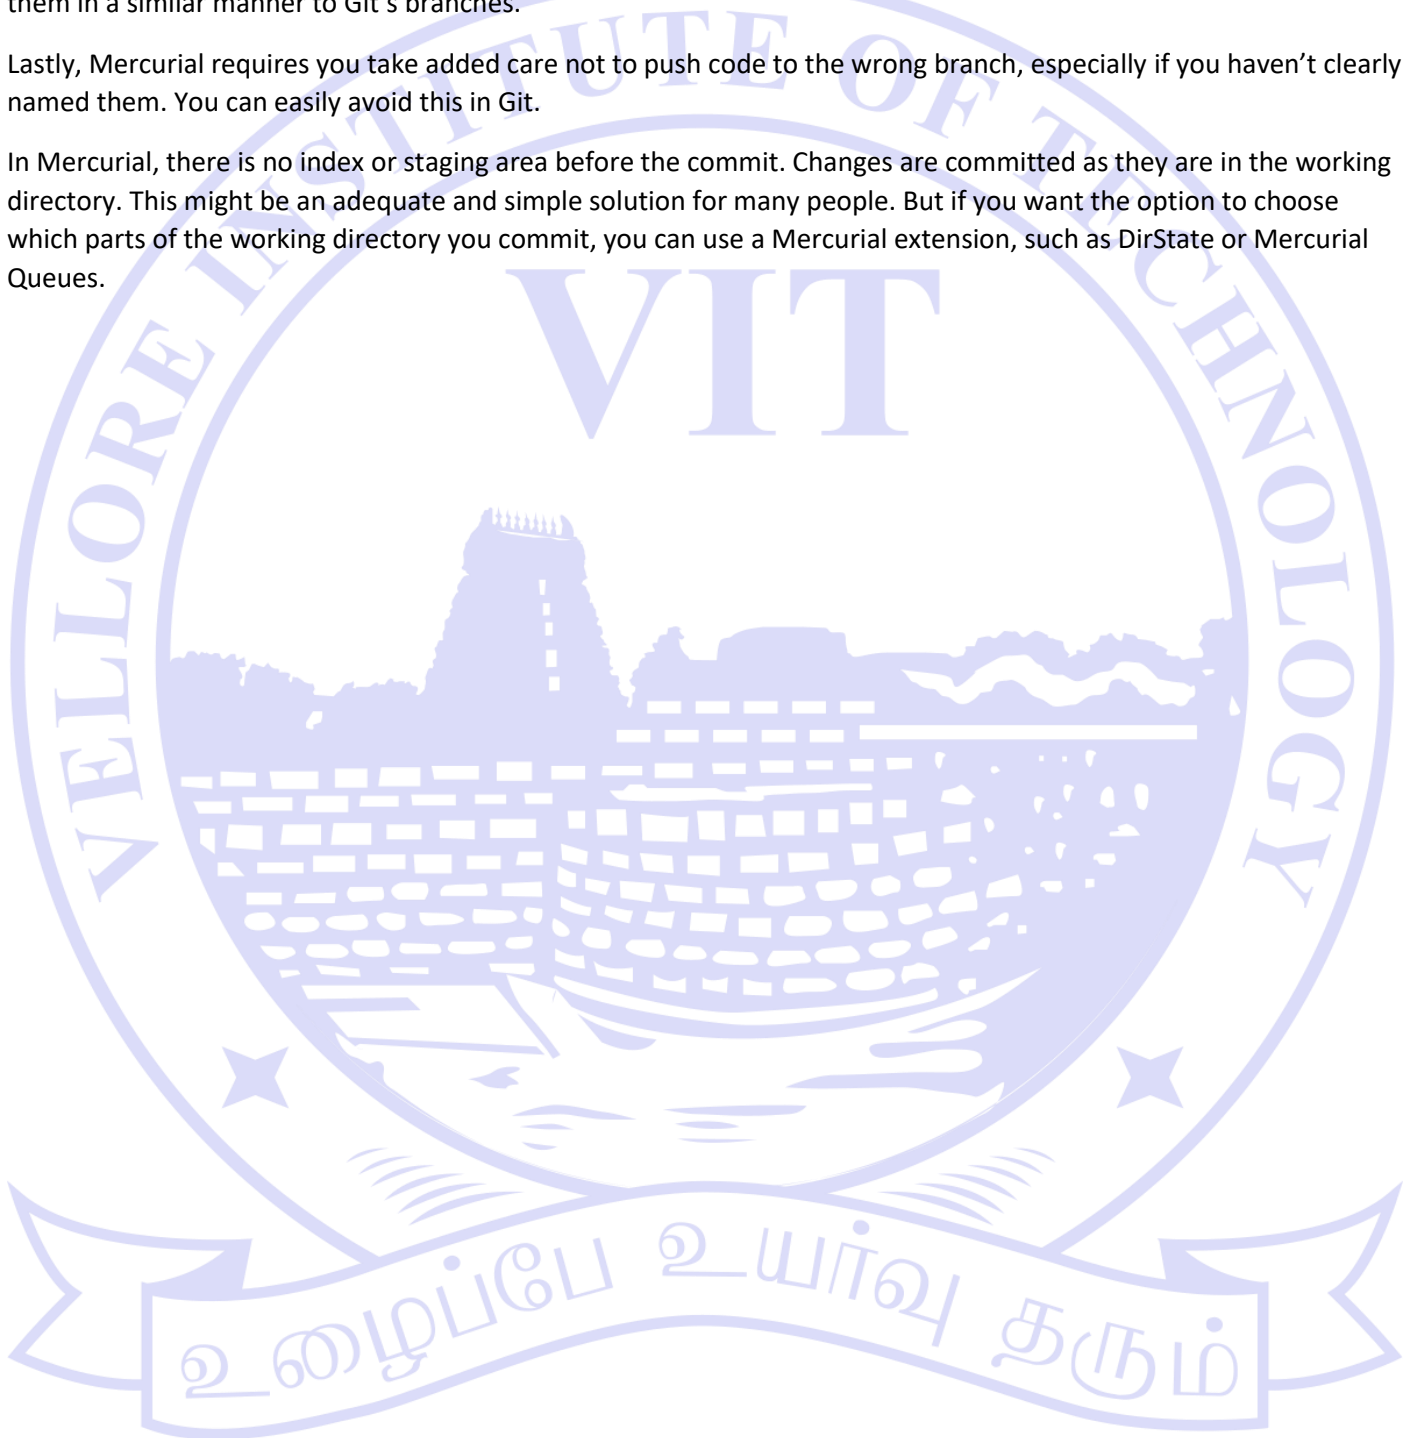 them in a similar manner to Git's branches.
Lastly, Mercurial requires you take added care not to push code to the wrong branch, especially if you haven’t clearly
named them. You can easily avoid this in Git.
In Mercurial, there is no index or staging area before the commit. Changes are committed as they are in the working
directory. This might be an adequate and simple solution for many people. But if you want the option to choose
which parts of the working directory you commit, you can use a Mercurial extension, such as DirState or Mercurial
Queues.
VELLORE INSTITUTE OF TECHNOLOGY
VIT
உழைப்பே உயர்வு தரும்